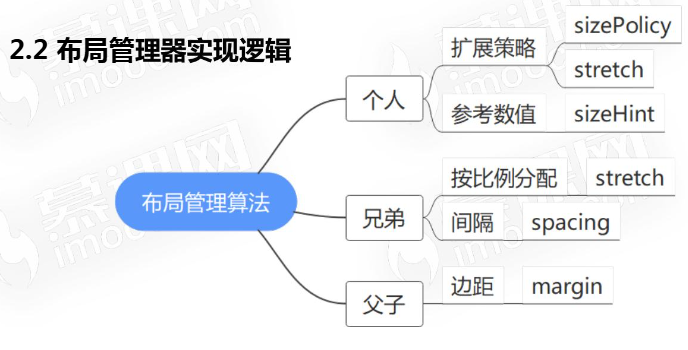 2.2 布局管理器实现逻辑
布局管理算法
个人
扩展策略
sizePolicy
stretch
参考数值
sizeHint
兄弟
按比例分配
stretch
间隔
spacing
父子
边距
margin
慕课网
imooc.com